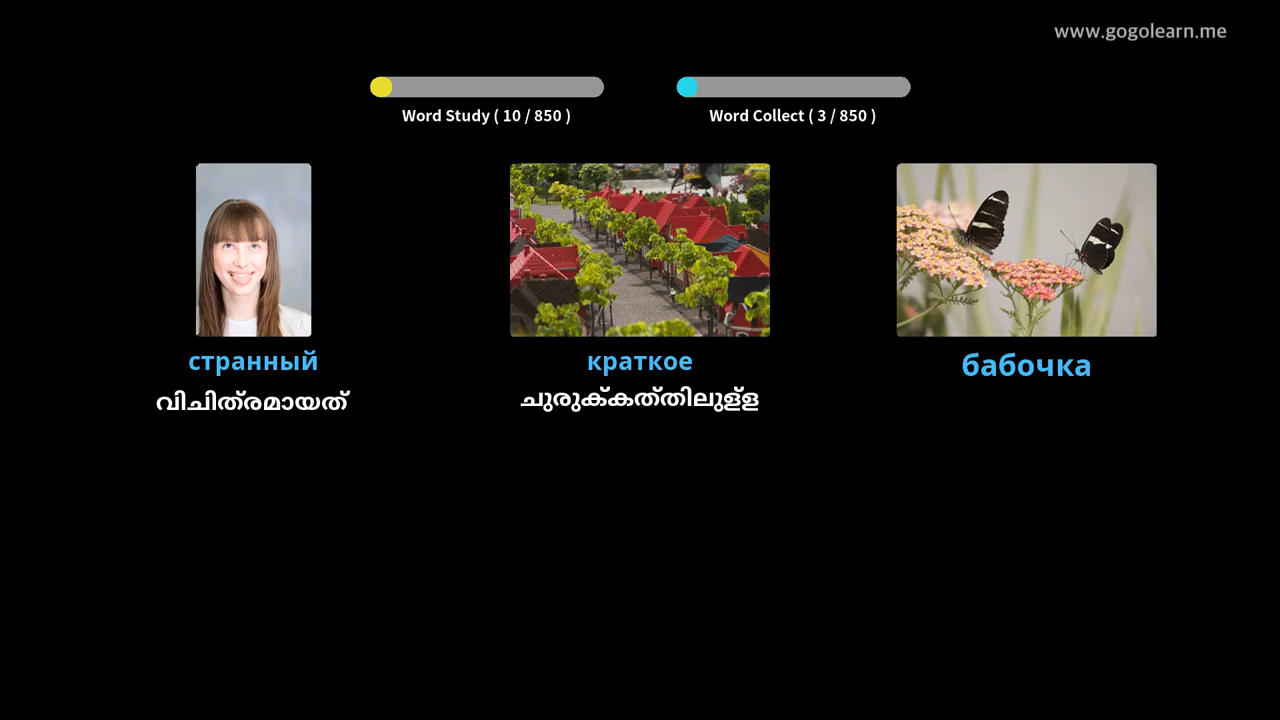 www.gogolearn.me
Word Study ( 10 / 850 )
Word Collect ( 3 / 850 )
странный
краткое
бабочка
വിചിത്രമായത്
ചുരുക്കത്തിലുള്ള